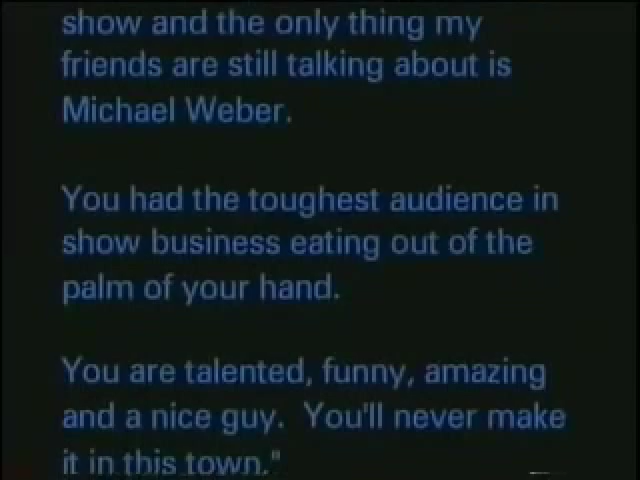 show and the only thing my
friends are still talking about is
Michael Weber.
You had the toughest audience in
show business eating out of the
palm of your hand.
You are talented, funny, amazing
and a nice guy.  You'll never make
it in this town."